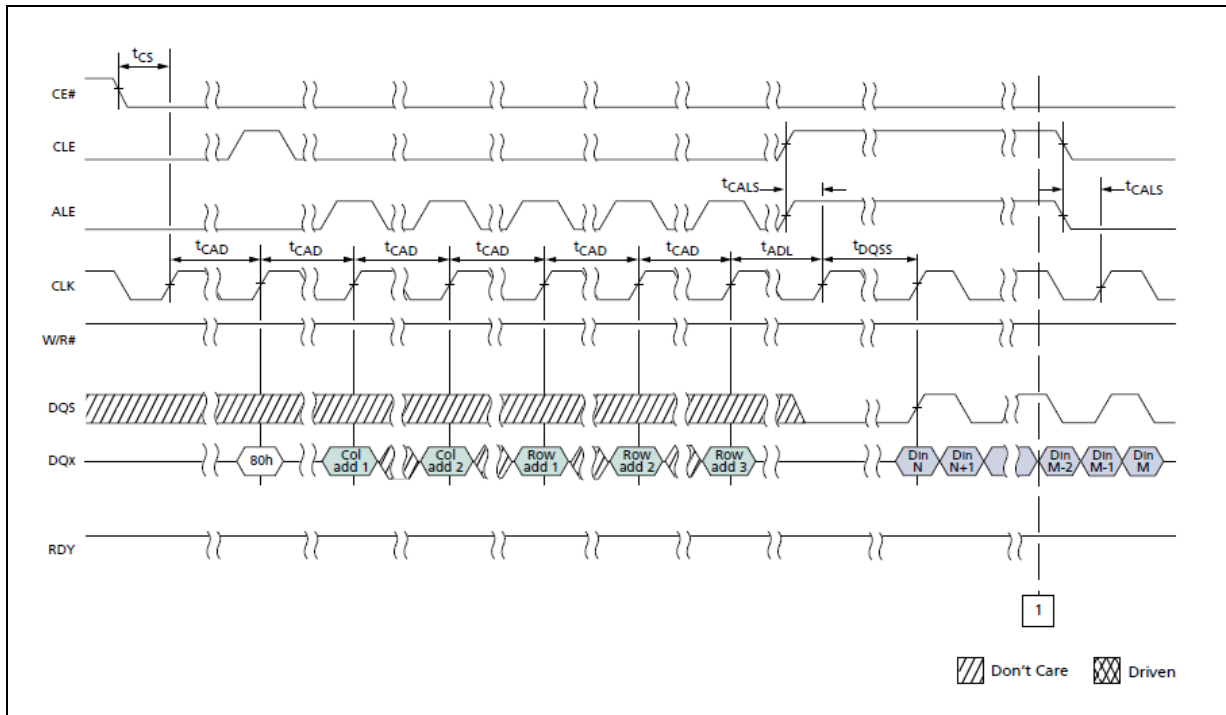 tCS
CE#
CLE
tCALS
tCALS
ALE
tCAD tCAD tCAD tCAD tCAD tCAD tADL tDQSS
CLK
W/R#
DQS
DQx
80h
Col add 1
Col add 2
Row add 1
Row add 2
Row add 3
Din N
Din N+1
Din M-2
Din M-1
Din M
RDY
1
Don't Care
Driven